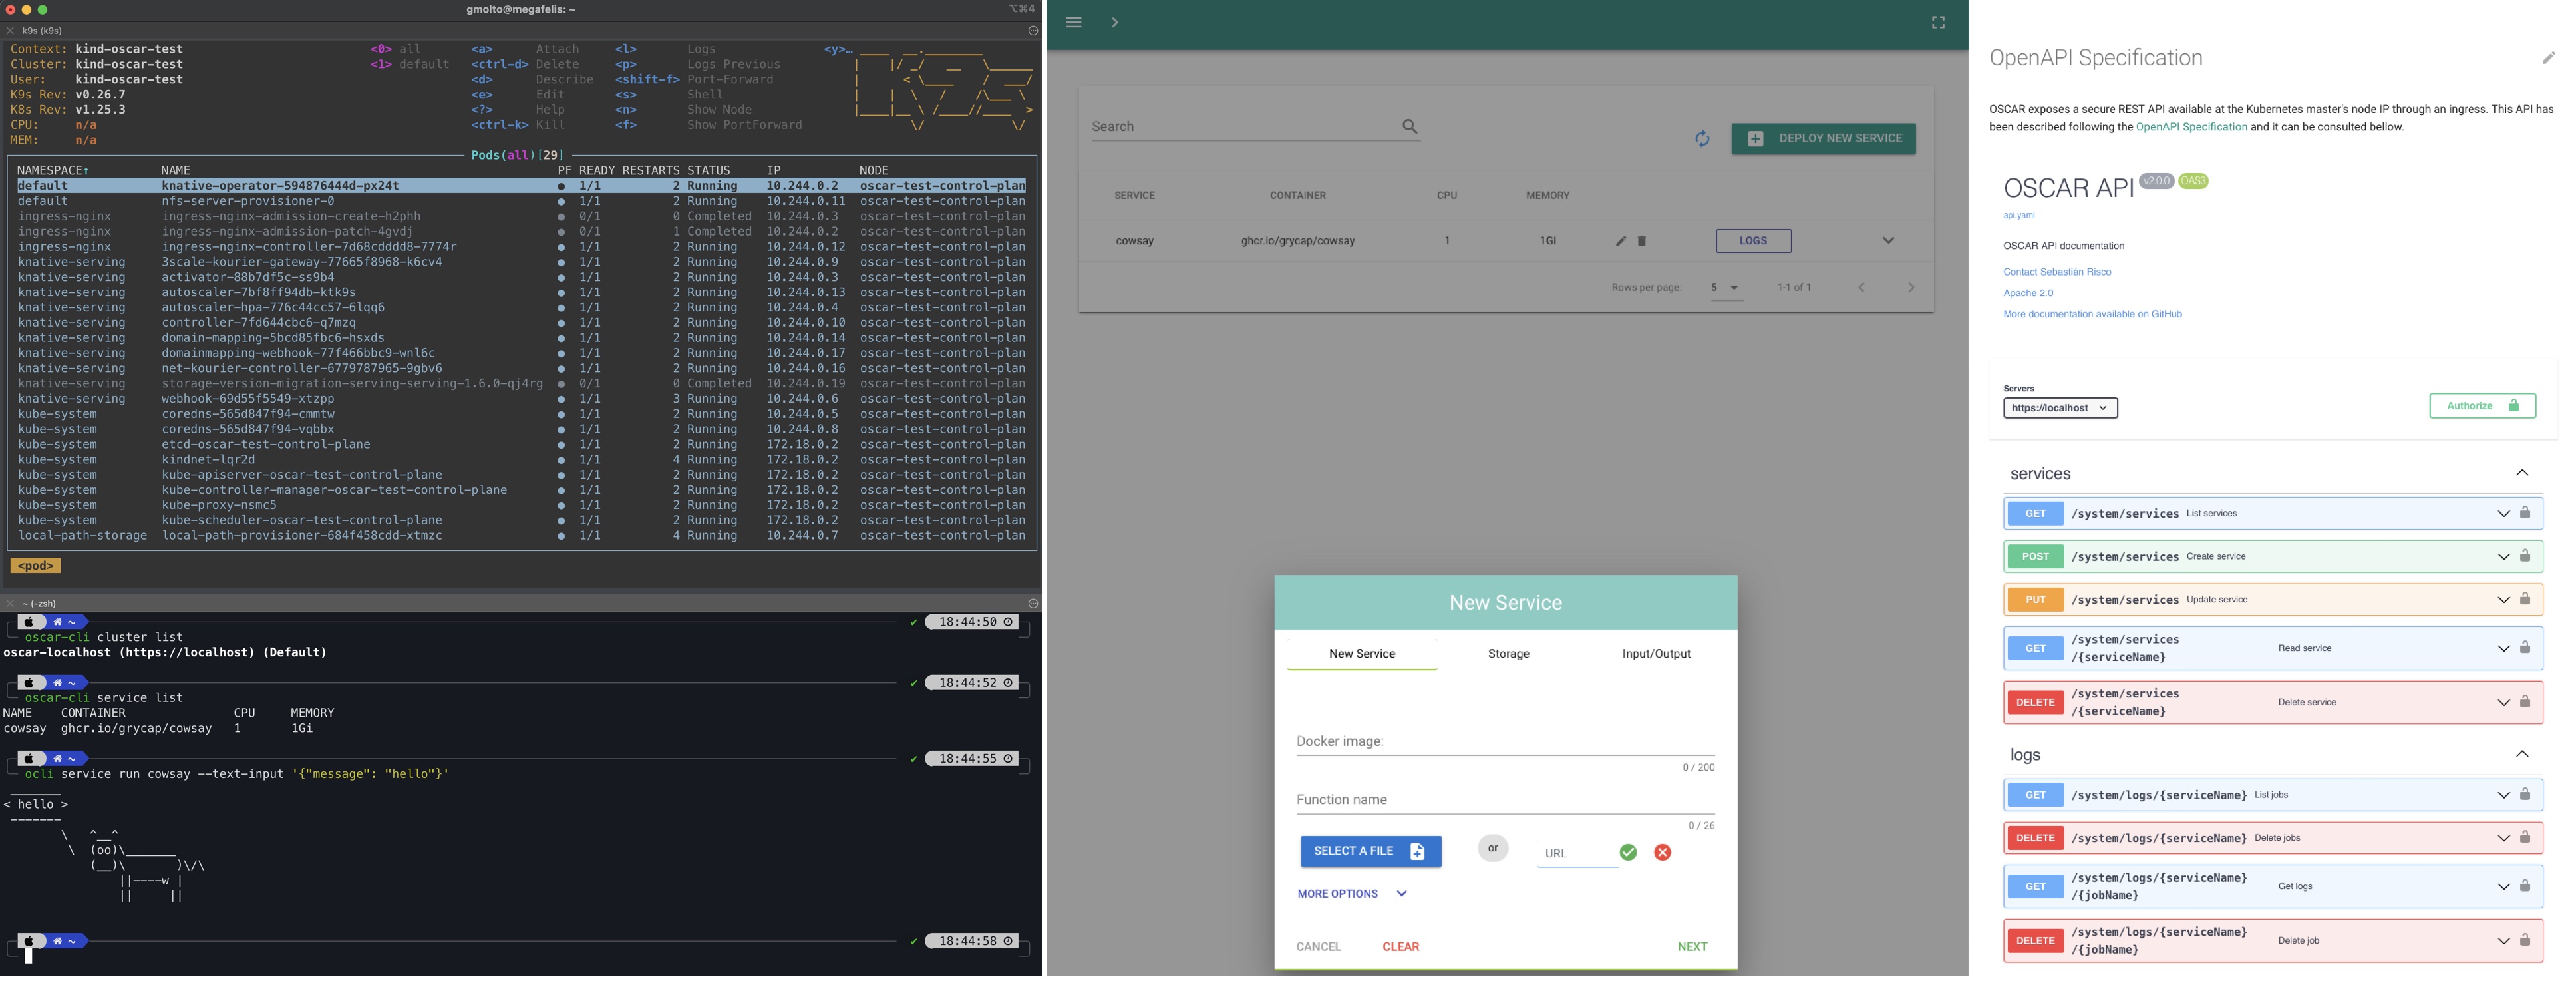 gmolto@megafelis: ~
⌥⌘4
k9s (k9s)
Context: kind-oscar-test <0> all <a> Attach <l> Logs <y>…
Cluster: kind-oscar-test <1> default <ctrl-d> Delete <p> Logs Previous
User: kind-oscar-test <d> Describe <shift-f> Port-Forward
K9s Rev: v0.26.7 <e> Edit <s> Shell
K8s Rev: v1.25.3 <?> Help <n> Show Node
CPU: n/a <ctrl-k> Kill <f> Show PortForward
MEM: n/a
Pods(all)[29]
NAMESPACE↑ NAME PF READY RESTARTS STATUS IP NODE
default knative-operator-594876444d-px24t ● 1/1 2 Running 10.244.0.2 oscar-test-control-plan
default nfs-server-provisioner-0 ● 1/1 2 Running 10.244.0.11 oscar-test-control-plan
ingress-nginx ingress-nginx-admission-create-h2phh ● 0/1 0 Completed 10.244.0.3 oscar-test-control-plan
ingress-nginx ingress-nginx-admission-patch-4gvdj ● 0/1 1 Completed 10.244.0.2 oscar-test-control-plan
ingress-nginx ingress-nginx-controller-7d68cdddd8-7774r ● 1/1 2 Running 10.244.0.12 oscar-test-control-plan
knative-serving 3scale-kourier-gateway-77665f8968-k6cv4 ● 1/1 2 Running 10.244.0.9 oscar-test-control-plan
knative-serving activator-88b7df5c-ss9b4 ● 1/1 2 Running 10.244.0.3 oscar-test-control-plan
knative-serving autoscaler-7bf8ff94db-ktk9s ● 1/1 2 Running 10.244.0.13 oscar-test-control-plan
knative-serving autoscaler-hpa-776c44cc57-6lqq6 ● 1/1 2 Running 10.244.0.4 oscar-test-control-plan
knative-serving controller-7fd644cbc6-q7mzq ● 1/1 2 Running 10.244.0.10 oscar-test-control-plan
knative-serving domain-mapping-5bcd85fbc6-hsxds ● 1/1 2 Running 10.244.0.14 oscar-test-control-plan
knative-serving domainmapping-webhook-77f466bbc9-wnl6c ● 1/1 2 Running 10.244.0.17 oscar-test-control-plan
knative-serving net-kourier-controller-6779787965-9gbv6 ● 1/1 2 Running 10.244.0.16 oscar-test-control-plan
knative-serving storage-version-migration-serving-serving-1.6.0-qj4rg ● 0/1 0 Completed 10.244.0.19 oscar-test-control-plan
knative-serving webhook-69d55f5549-xtzpp ● 1/1 3 Running 10.244.0.6 oscar-test-control-plan
kube-system coredns-565d847f94-cmmtw ● 1/1 2 Running 10.244.0.5 oscar-test-control-plan
kube-system coredns-565d847f94-vqbbx ● 1/1 2 Running 10.244.0.8 oscar-test-control-plan
kube-system etcd-oscar-test-control-plane ● 1/1 2 Running 172.18.0.2 oscar-test-control-plan
kube-system kindnet-lqr2d ● 1/1 4 Running 172.18.0.2 oscar-test-control-plan
kube-system kube-apiserver-oscar-test-control-plane ● 1/1 2 Running 172.18.0.2 oscar-test-control-plan
kube-system kube-controller-manager-oscar-test-control-plane ● 1/1 2 Running 172.18.0.2 oscar-test-control-plan
kube-system kube-proxy-nsmc5 ● 1/1 2 Running 172.18.0.2 oscar-test-control-plan
kube-system kube-scheduler-oscar-test-control-plane ● 1/1 2 Running 172.18.0.2 oscar-test-control-plan
local-path-storage local-path-provisioner-684f458cdd-xtmzc ● 1/1 4 Running 10.244.0.7 oscar-test-control-plan
<pod>
~ (-zsh)
~ ✔ 18:44:50
oscar-cli cluster list
oscar-localhost (https://localhost) (Default)
~ ✔ 18:44:52
oscar-cli service list
NAME CONTAINER CPU MEMORY
cowsay ghcr.io/grycap/cowsay 1 1Gi
~ ✔ 18:44:55
ocli service run cowsay --text-input '{"message": "hello"}'
_______
< hello >
-------
\ ^__^
\ (oo)\_______
(__)\ )\/\
||----w |
|| ||
~ ✔ 18:44:58
Search
DEPLOY NEW SERVICE
SERVICE CONTAINER CPU MEMORY
cowsay ghcr.io/grycap/cowsay 1 1Gi LOGS
Rows per page: 5 1-1 of 1
New Service
New Service Storage Input/Output
Docker image:
0 / 200
Function name
0 / 26
SELECT A FILE or URL
MORE OPTIONS
CANCEL CLEAR NEXT
OpenAPI Specification
OSCAR exposes a secure REST API available at the Kubernetes master's node IP through an ingress. This API has
been described following the OpenAPI Specification and it can be consulted bellow.
OSCAR API v2.0.0 OAS3
api.yaml
OSCAR API documentation
Contact Sebastián Risco
Apache 2.0
More documentation available on GitHub
Servers
https://localhost
Authorize
services
GET /system/services List services
POST /system/services Create service
PUT /system/services Update service
GET /system/services
/{serviceName} Read service
DELETE /system/services
/{serviceName} Delete service
logs
GET /system/logs/{serviceName} List jobs
DELETE /system/logs/{serviceName} Delete jobs
GET /system/logs/{serviceName}
/{jobName} Get logs
DELETE /system/logs/{serviceName}
/{jobName} Delete job